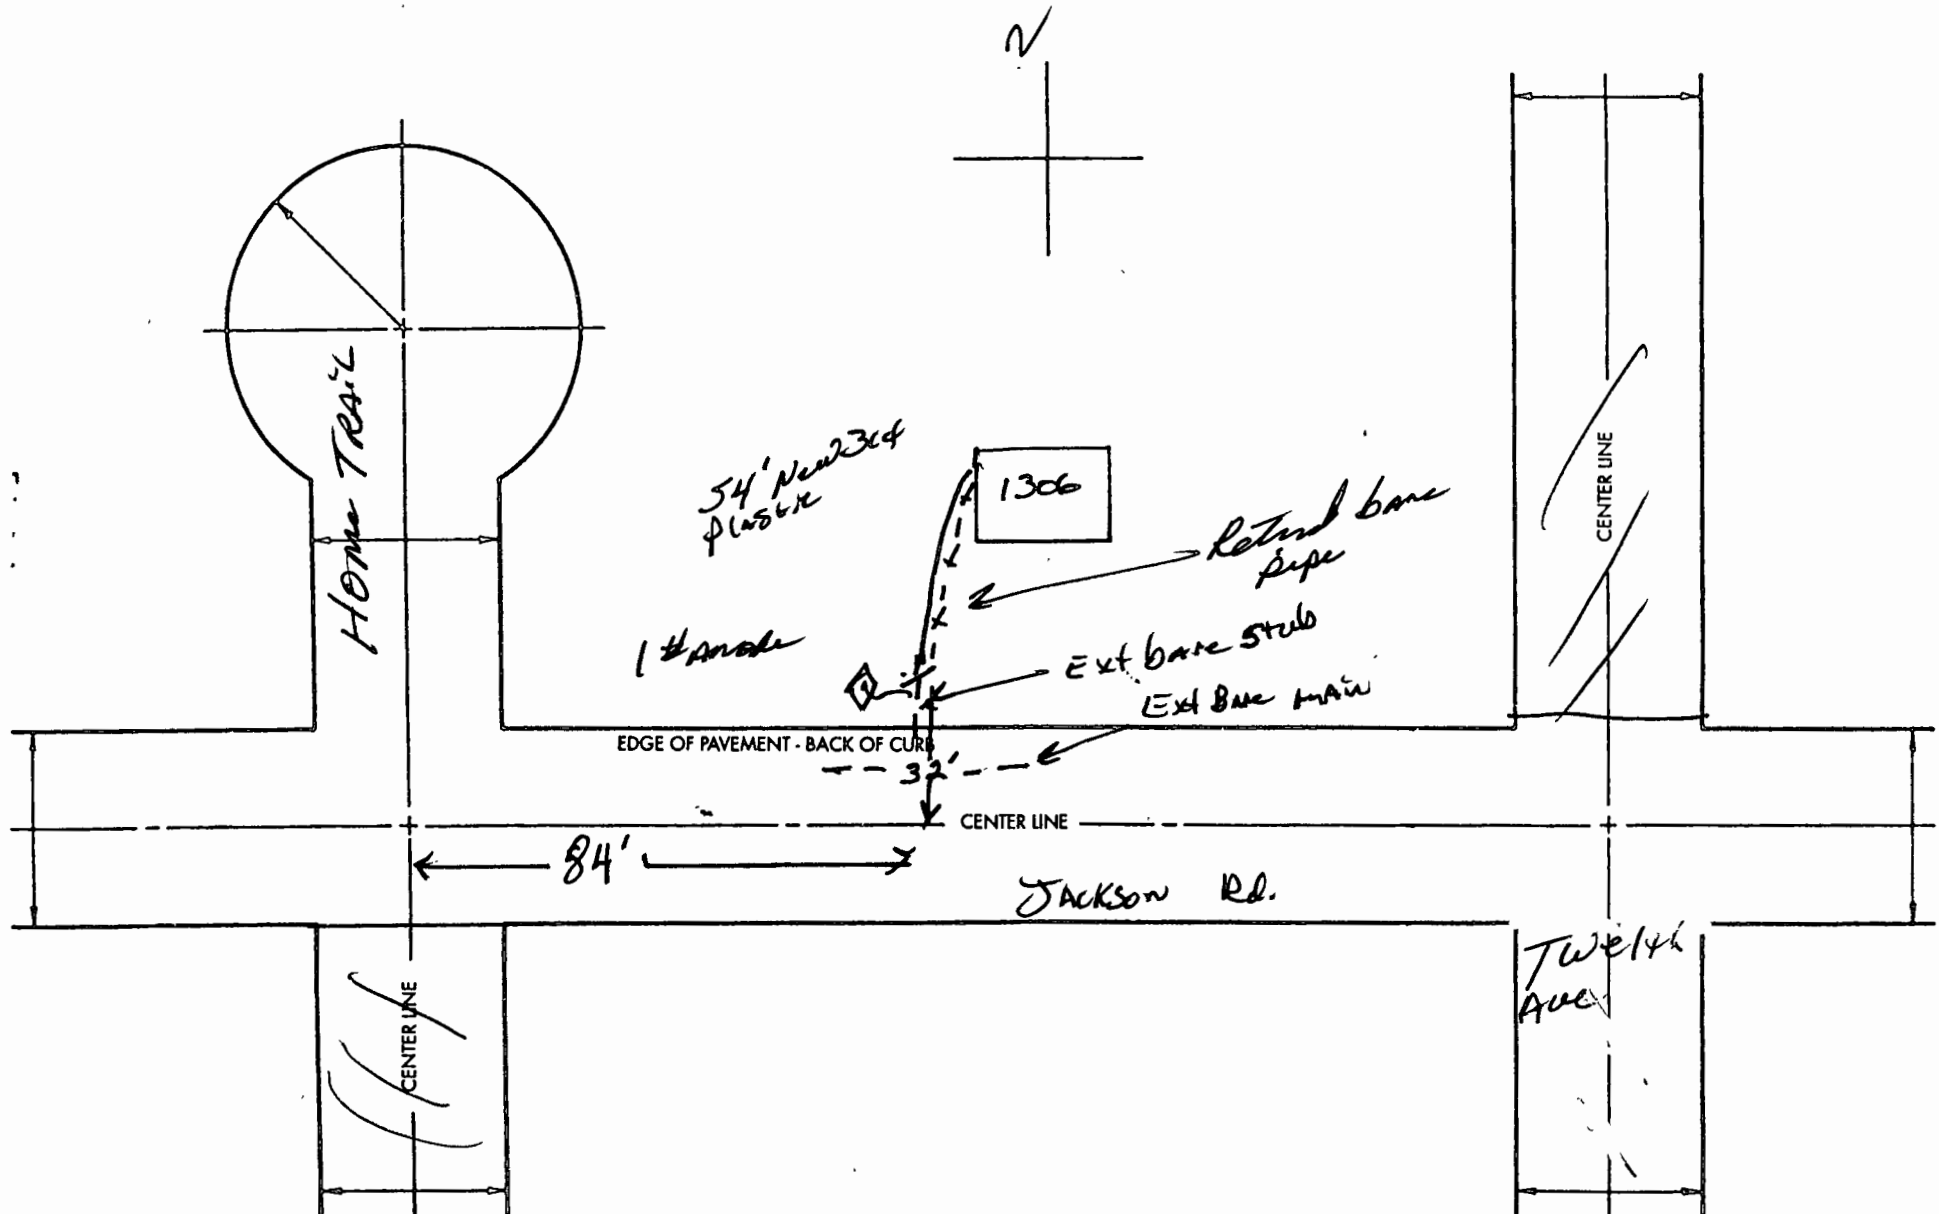 N
HOME TRAIL
54' New 3/4
Plastic
1306
Retired bare
pipe
1# Anode
Ext bare stub
Ext Bare MAIN
EDGE OF PAVEMENT - BACK OF CURB
32'
CENTER LINE
84'
JACKSON Rd.
CENTER LINE
Twelth
Ave
CENTER LINE